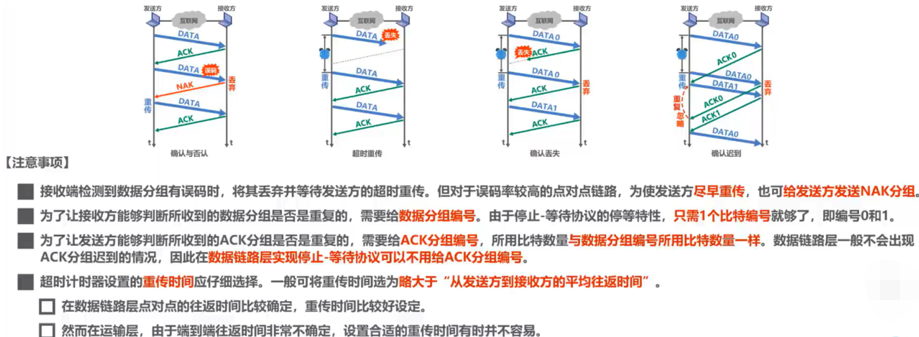 发送方 互联网 接收方
DATA
ACK
DATA 误码
NAK
丢弃
重传
DATA
ACK
t t
确认与否认
发送方 互联网 接收方
DATA 丢失
重传
DATA
ACK
DATA
ACK
t t
超时重传
发送方 互联网 接收方
DATA0
丢失 ACK
重传
DATA0
丢弃
ACK
DATA1
ACK
t t
确认丢失
发送方 互联网 接收方
DATA0
ACK0
重传
DATA0
丢弃
DATA1
重复忽略
ACK0
ACK1
DATA0
t t
确认迟到
【注意事项】
接收端检测到数据分组有误码时，将其丢弃并等待发送方的超时重传。但对于误码率较高的点对点链路，为使发送方尽早重传，也可给发送方发送NAK分组。
为了让接收方能够判断所收到的数据分组是否是重复的，需要给数据分组编号。由于停止-等待协议的停等特性，只需1个比特编号就够了，即编号0和1。
为了让发送方能够判断所收到的ACK分组是否是重复的，需要给ACK分组编号，所用比特数量与数据分组编号所用比特数量一样。数据链路层一般不会出现
ACK分组迟到的情况，因此在数据链路层实现停止-等待协议可以不用给ACK分组编号。
超时计时器设置的重传时间应仔细选择。一般可将重传时间选为略大于“从发送方到接收方的平均往返时间”。
在数据链路层点对点的往返时间比较确定，重传时间比较好设定。
然而在运输层，由于端到端往返时间非常不确定，设置合适的重传时间有时并不容易。